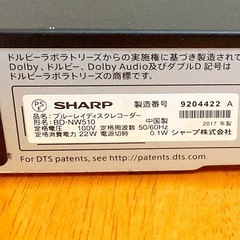 ドルビーラボラトリーズからの実施権に基づき製造されて
Dolby、ドルビー、Dolby Audio及びダブルD 記号は
ドルビーラボラトリーズの商標です。
PS E
SHARP
製造番号 9204422 A
品名:ブルーレイディスクレコーダー
形名:BD-NW510 中国製 2017 年製
定格電圧 100V 定格周波数 50/60Hz
定格消費電力 22W 電源切時 0.1W シャープ株式会社
For DTS patents, see http://patents.dts.com.